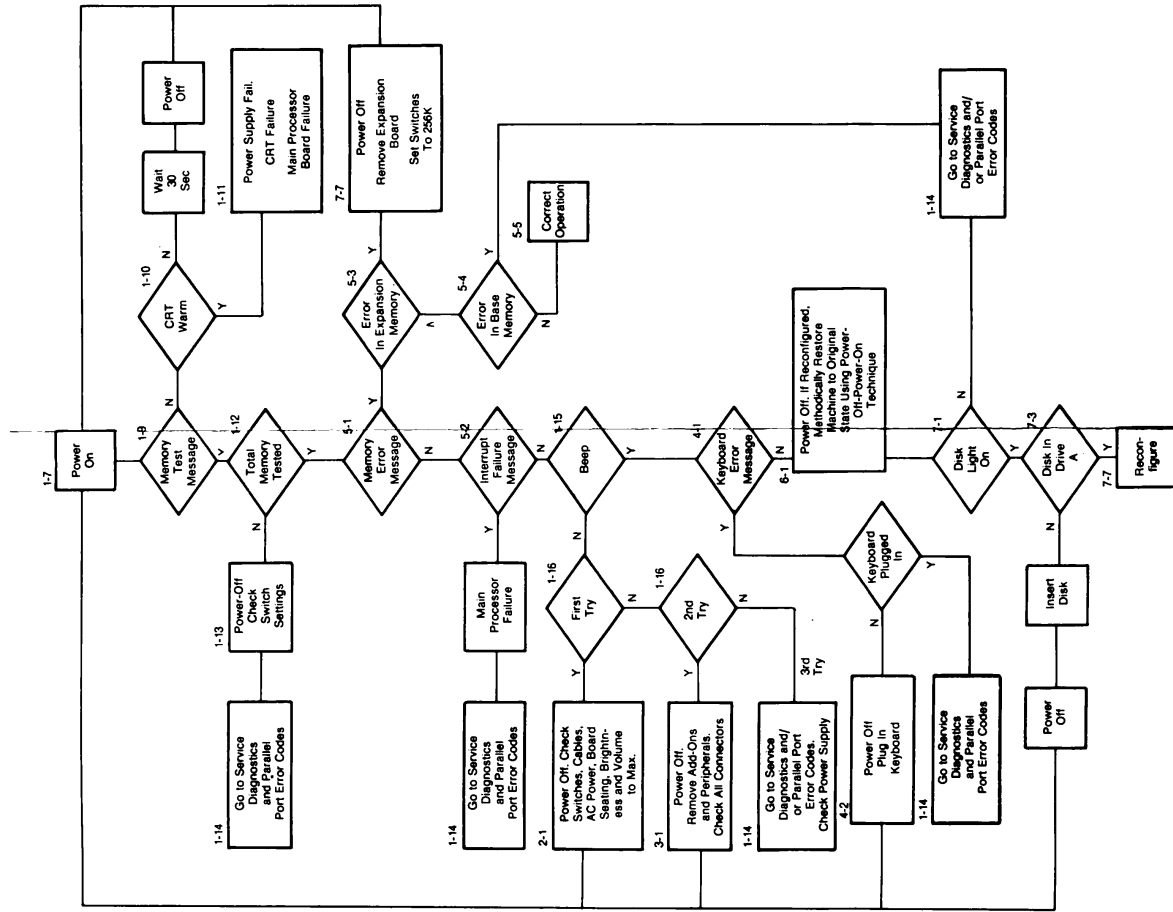 1-7
Power
On
1-9
Memory
Test
Message
N
Y
1-10
CRT
Warm
N
Y
Wait
30
Sec
Power
Off
1-11
Power Supply Fail.
CRT Failure
Main Processor
Board Failure
1-12
Total
Memory
Tested
N
Y
1-13
Power-Off
Check
Switch
Settings
1-14
Go to Service
Diagnostics
and Parallel
Port Error Codes
5-1
Memory
Error
Message
Y
N
5-3
Error
In Expansion
Memory
Y
7-7
Power Off
Remove Expansion
Board
Set Switches
To 256K
5-4
Error
In Base
Memory
Y
N
5-5
Correct
Operation
5-2
Interrupt
Failure
Message
Y
N
Main
Processor
Failure
1-14
Go to Service
Diagnostics
and Parallel
Port Error Codes
1-15
Beep
N
Y
1-16
First
Try
Y
N
2-1
Power Off. Check
Switches, Cables,
AC Power, Board
Seating, Brightn-
ess and Volume
to Max.
1-16
2nd
Try
Y
N
3-1
Power Off.
Remove Add-Ons
and Peripherals.
Check All Connectors
3rd
Try
1-14
Go to Service
Diagnostics and/
or Parallel Port
Error Codes.
Check Power Supply
4-1
Keyboard
Error
Message
Y
N
Keyboard
Plugged
In
N
Y
4-2
Power Off
Plug In
Keyboard
1-14
Go to Service
Diagnostics
and Parallel
Port Error Codes
6-1
Power Off. If Reconfigured,
Methodically Restore
Machine to Original
State Using Power-
Off-Power-On
Technique
7-1
Disk
Light
On
N
Y
1-14
Go to Service
Diagnostics and/
or Parallel Port
Error Codes
7-3
Disk In
Drive
A
N
Y
Insert
Disk
Power
Off
7-7
Recon-
figure